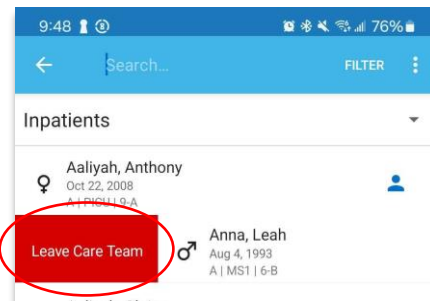 9:48 76%
Search... FILTER
Inpatients
Aaliyah, Anthony
Oct 22, 2008
A | PICU | 9-A
Leave Care Team
Anna, Leah
Aug 4, 1993
A | MS1 | 6-B